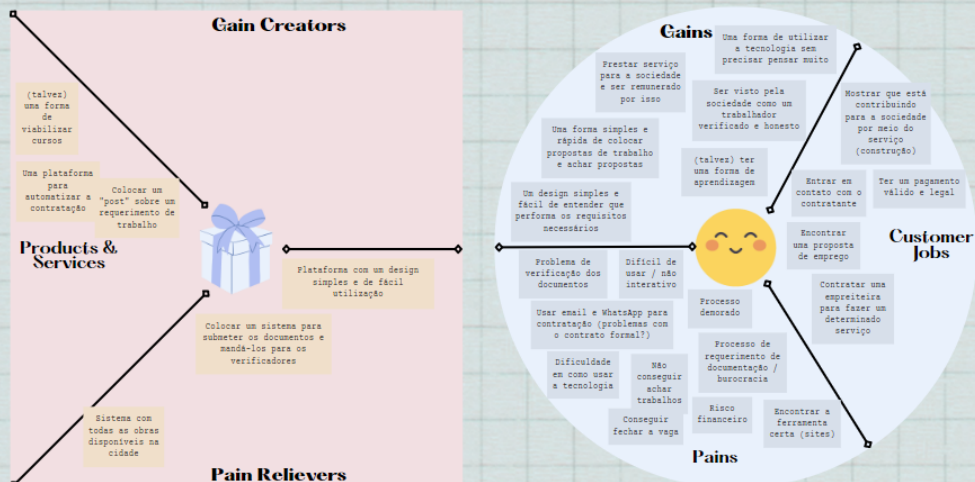 Gain Creators
(talvez)
uma forma
de
viabilizar
cursos
Uma plataforma
para
automatizar a
contratação
Colocar um
"post" sobre um
requerimento de
trabalho
Products &
Services
Plataforma com um design
simples e de fácil
utilização
Colocar um sistema para
submeter os documentos e
mandá-los para os
verificadores
Sistema com
todas as obras
disponíveis na
cidade
Pain Relievers
Gains
Uma forma de utilizar
a tecnologia sem
precisar pensar muito
Prestar serviço
para a sociedade
e ser remunerado
por isso
Ser visto pela
sociedade como um
trabalhador
verificado e honesto
Mostrar que está
contribuindo
para a sociedade
por meio do
serviço
(construção)
Uma forma simples e
rápida de colocar
propostas de trabalho
e achar propostas
(talvez) ter
uma forma de
aprendizagem
Entrar em
contato com o
contratante
Ter um pagamento
válido e legal
Um design simples e
fácil de entender que
performa os requisitos
necessários
Encontrar
uma proposta
de emprego
Customer
Jobs
Contratar uma
empreiteira
para fazer um
determinado
serviço
Problema de
verificação dos
documentos
Difícil de
usar / não
interativo
Processo
demorado
Usar email e WhatsApp para
contratação (problemas com
o contrato formal?)
Processo de
requerimento de
documentação /
burocracia
Dificuldade
em como usar
a tecnologia
Não
conseguir
achar
trabalhos
Conseguir
fechar a vaga
Risco
financeiro
Encontrar a
ferramenta
certa (sites)
Pains